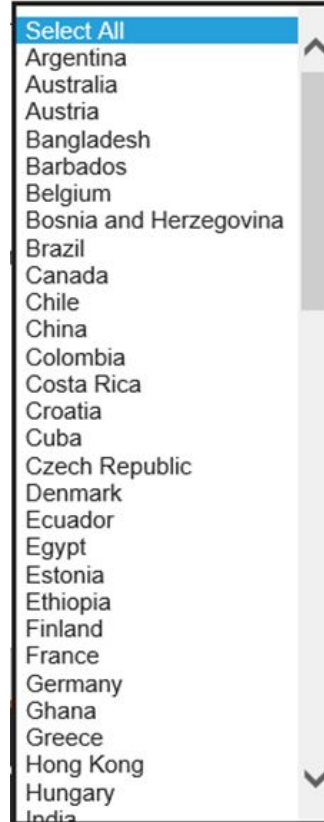 Select All
Argentina
Australia
Austria
Bangladesh
Barbados
Belgium
Bosnia and Herzegovina
Brazil
Canada
Chile
China
Colombia
Costa Rica
Croatia
Cuba
Czech Republic
Denmark
Ecuador
Egypt
Estonia
Ethiopia
Finland
France
Germany
Ghana
Greece
Hong Kong
Hungary
India